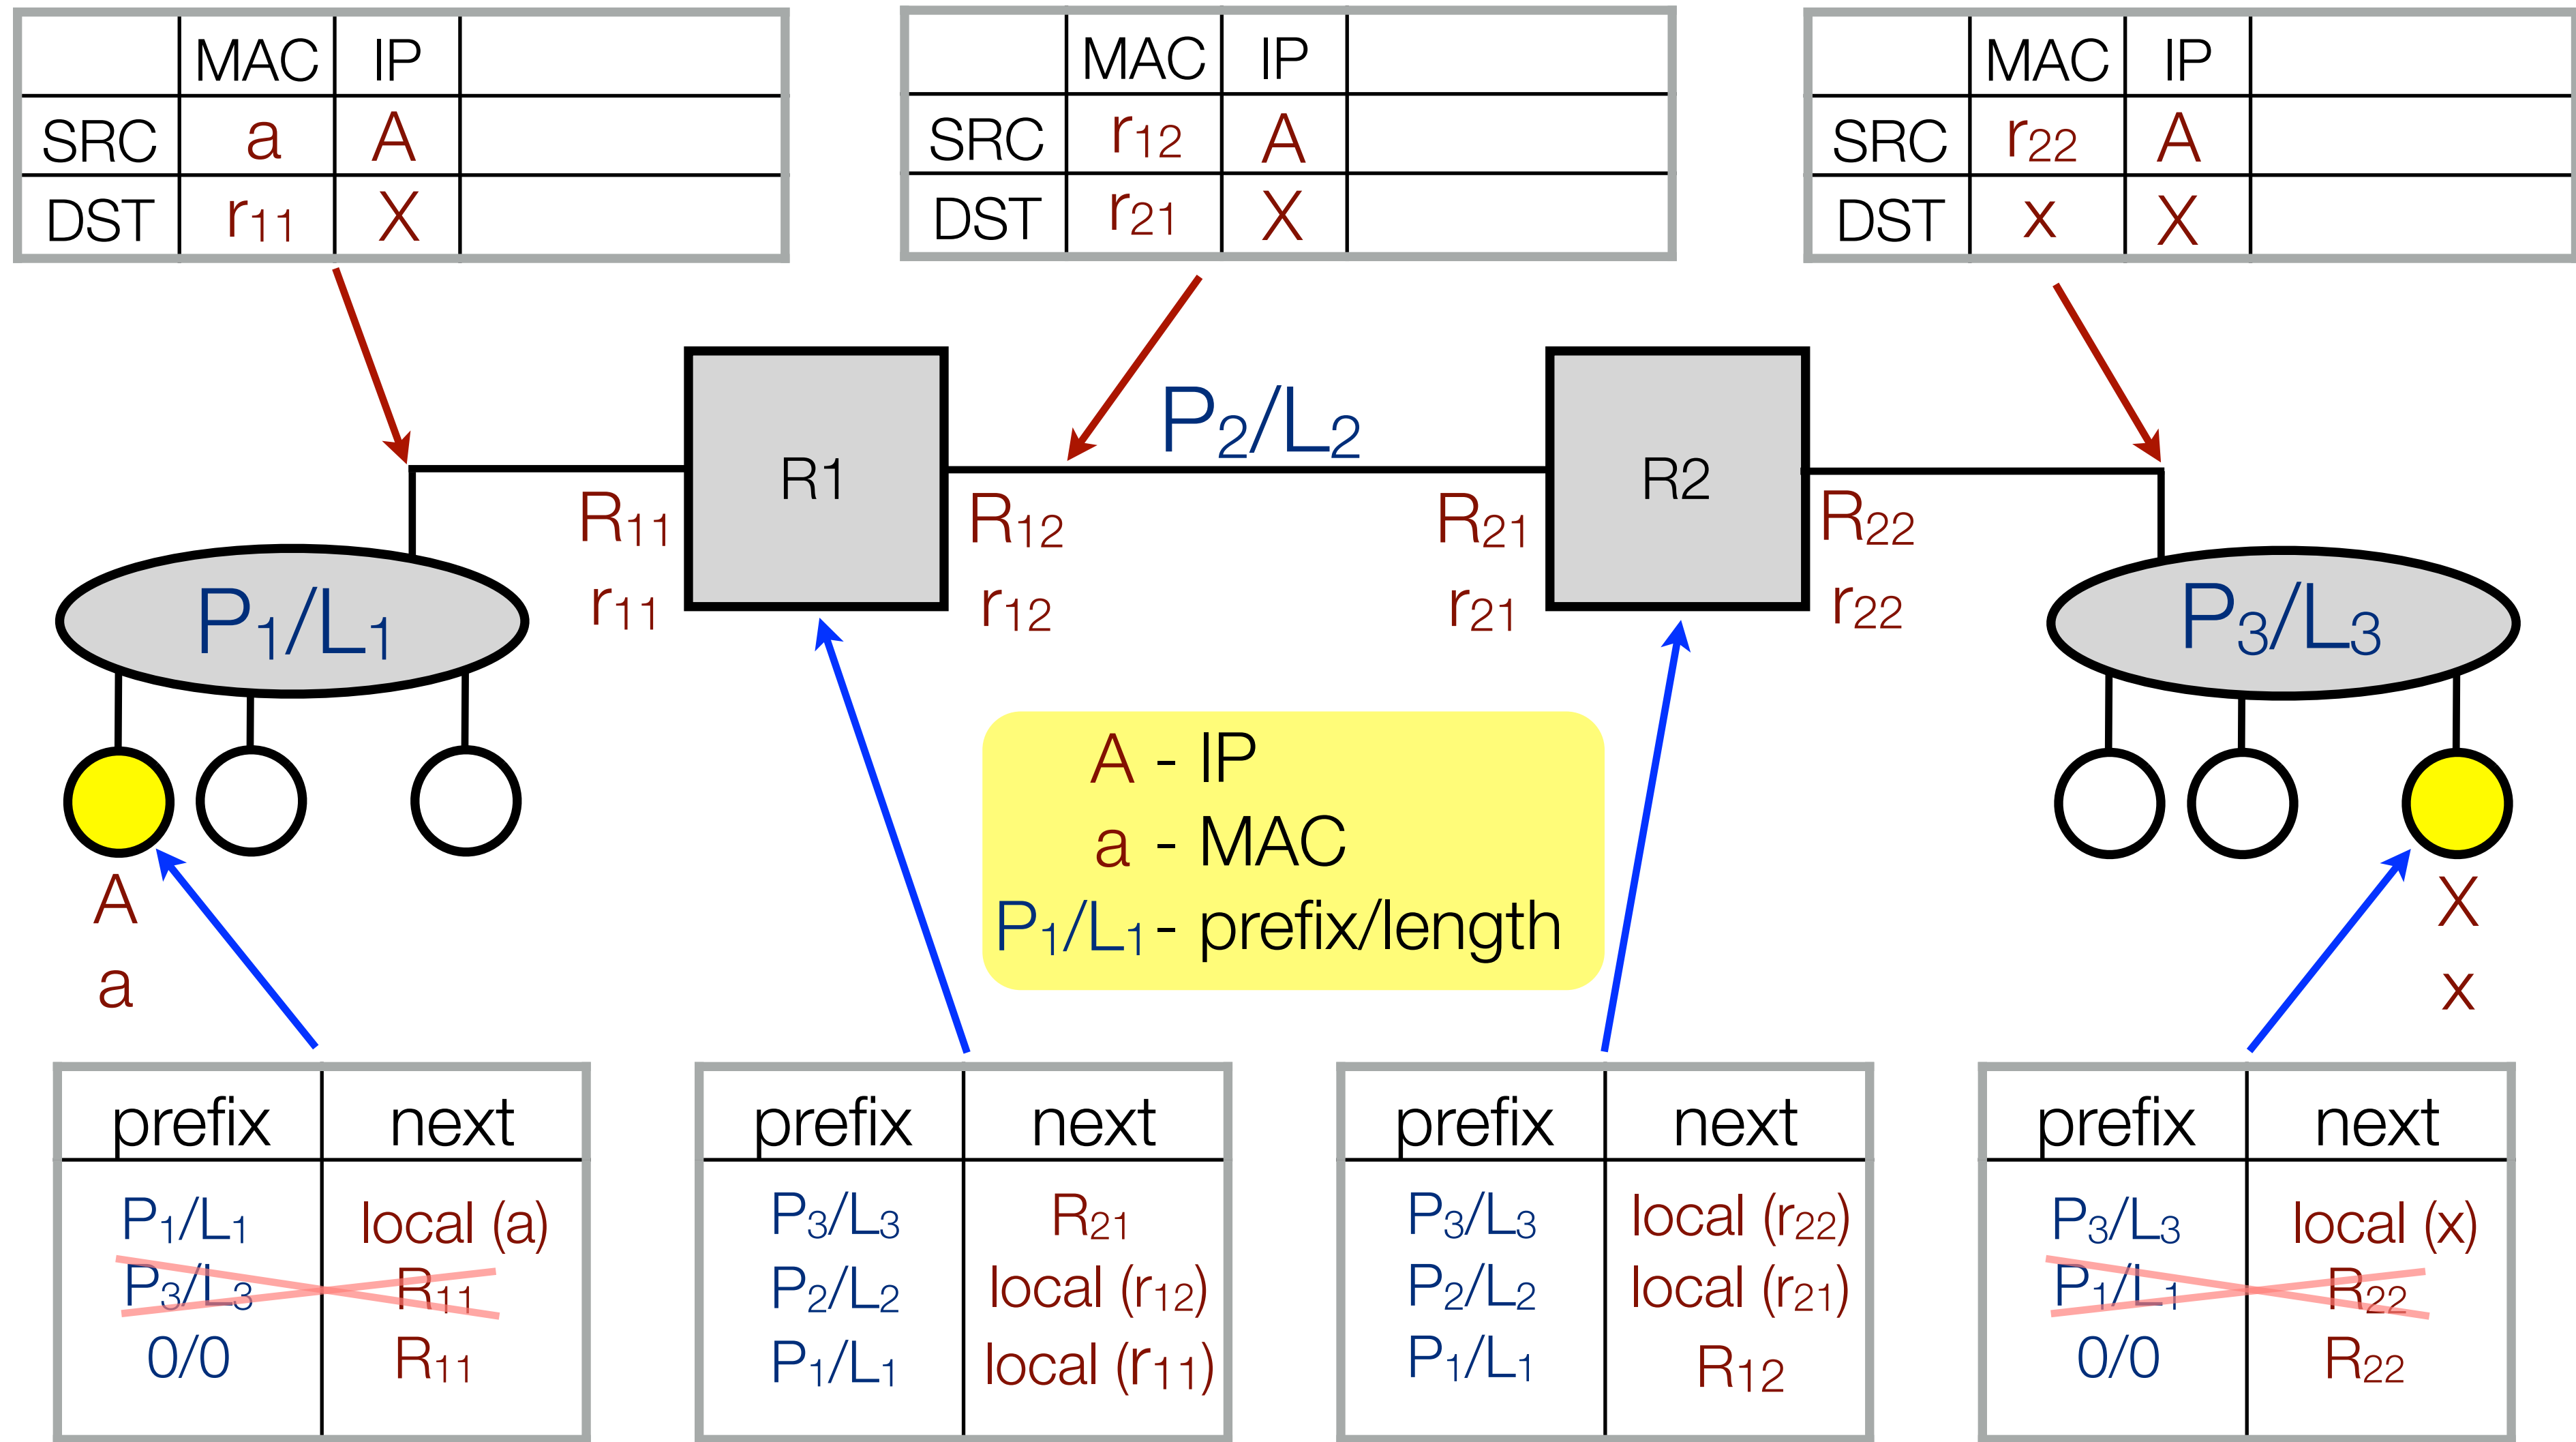 MAC IP
SRC a A
DST r₁₁ X
MAC IP
SRC r₁₂ A
DST r₂₁ X
MAC IP
SRC r₂₂ A
DST x X
P₂/L₂
R1
R2
R₁₁
r₁₁
R₁₂
r₁₂
R₂₁
r₂₁
R₂₂
r₂₂
P₁/L₁
P₃/L₃
A - IP
a - MAC
P₁/L₁ - prefix/length
A
a
X
x
prefix next
P₁/L₁ local (a)
P₃/L₃ R₁₁
0/0 R₁₁
prefix next
P₃/L₃ R₂₁
P₂/L₂ local (r₁₂)
P₁/L₁ local (r₁₁)
prefix next
P₃/L₃ local (r₂₂)
P₂/L₂ local (r₂₁)
P₁/L₁ R₁₂
prefix next
P₃/L₃ local (x)
P₁/L₁ R₂₂
0/0 R₂₂